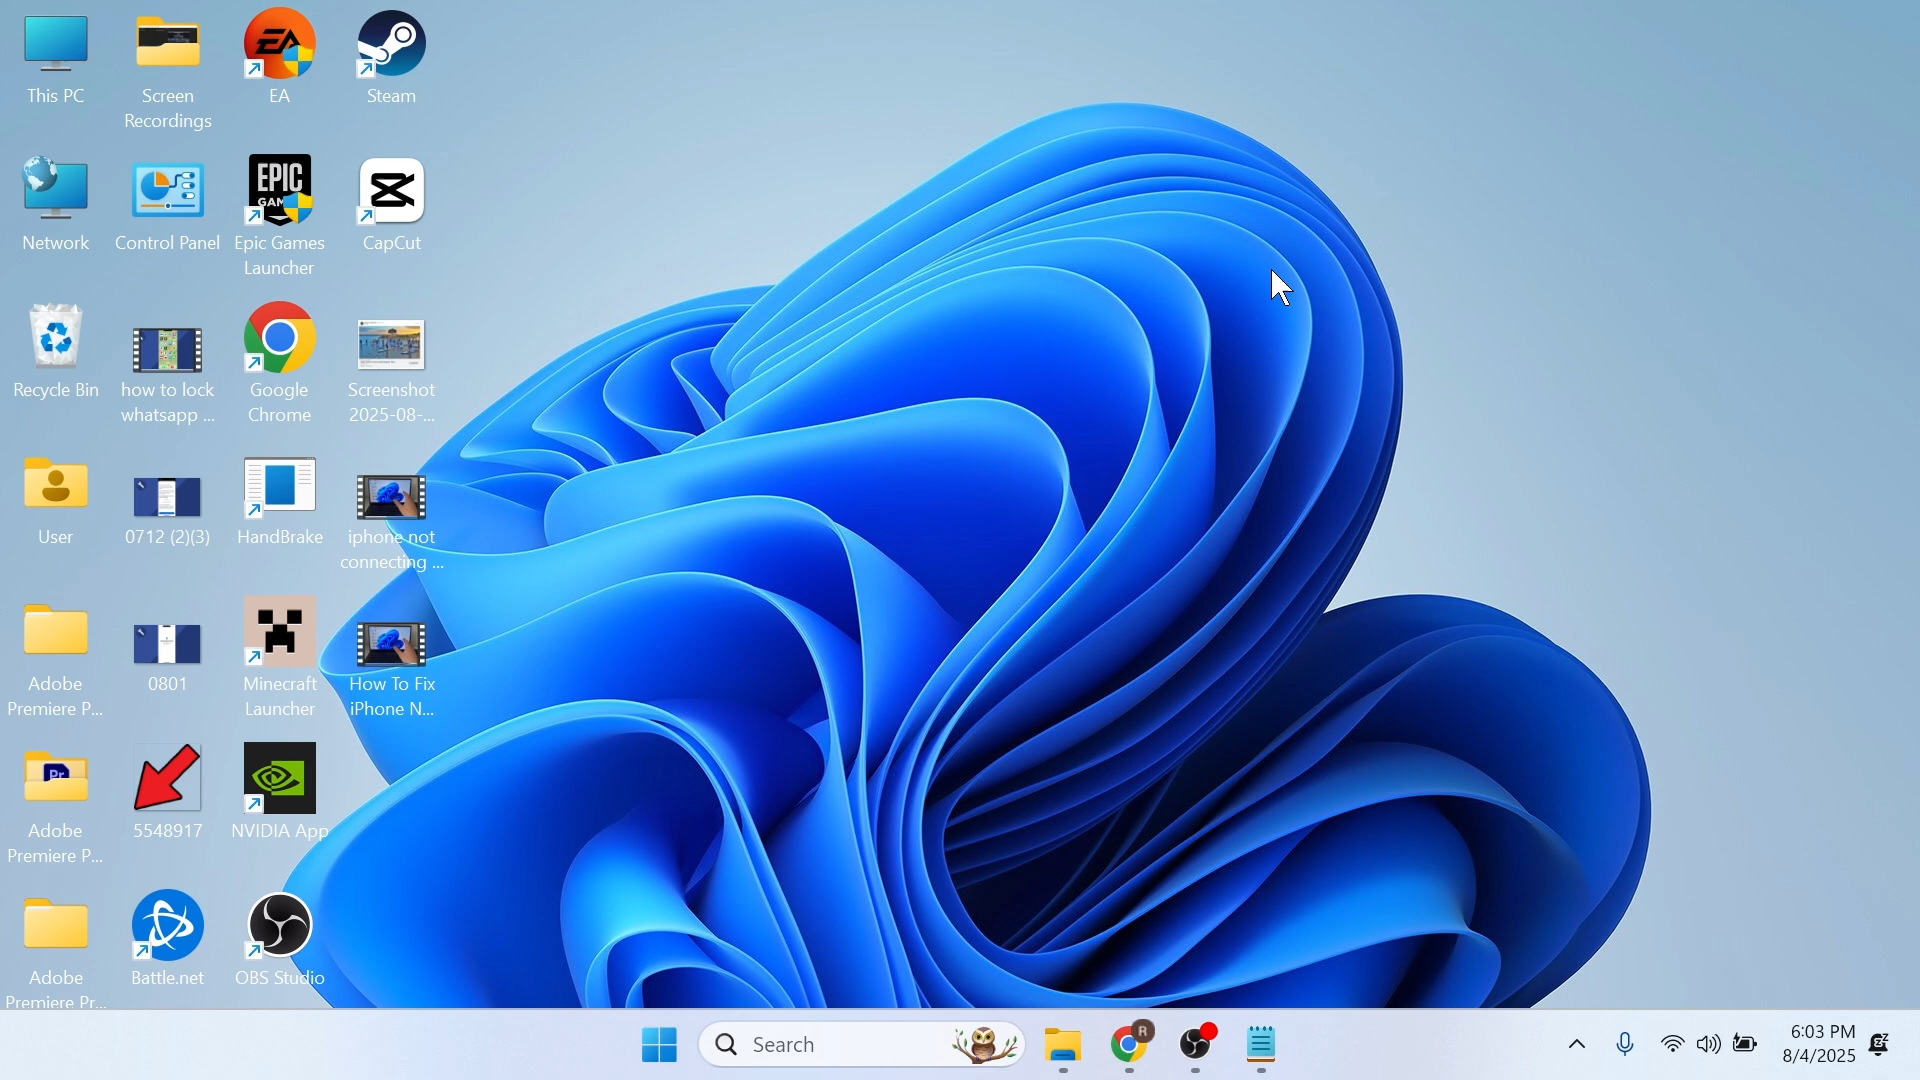 This PC
Screen
Recordings
EA
Steam
Network
Control Panel
EPIC
GAMES
Epic Games
Launcher
CapCut
Recycle Bin
how to lock
whatsapp ...
Google
Chrome
Screenshot
2025-08-...
User
0712 (2)(3)
HandBrake
iphone not
connecting ...
Adobe
Premiere P...
0801
Minecraft
Launcher
How To Fix
iPhone N...
Pr
Adobe
Premiere P...
5548917
NVIDIA App
Adobe
Premiere Pr...
Battle.net
OBS Studio
Search
R
6:03 PM
8/4/2025